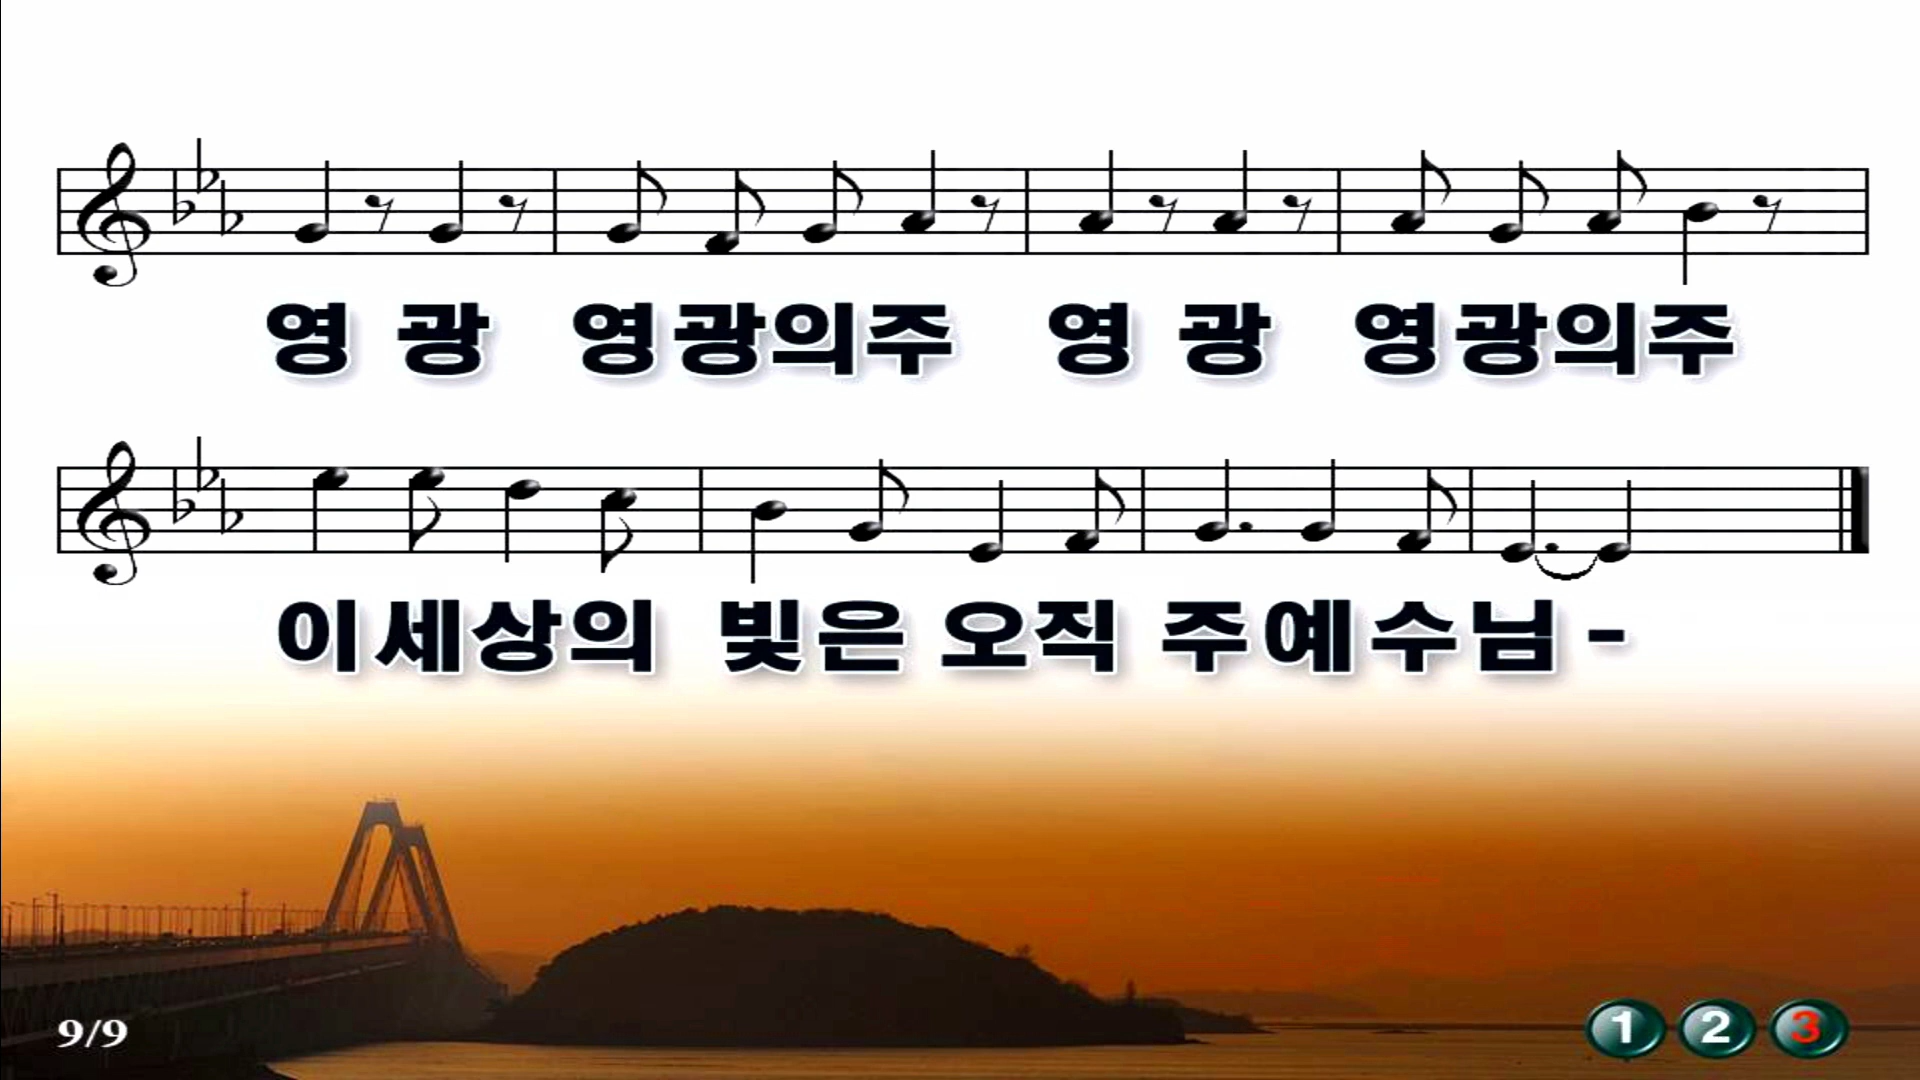 영 광 영광의주 영 광 영광의주
이세상의 빛은 오직 주예수님-
9/9
1 2 3